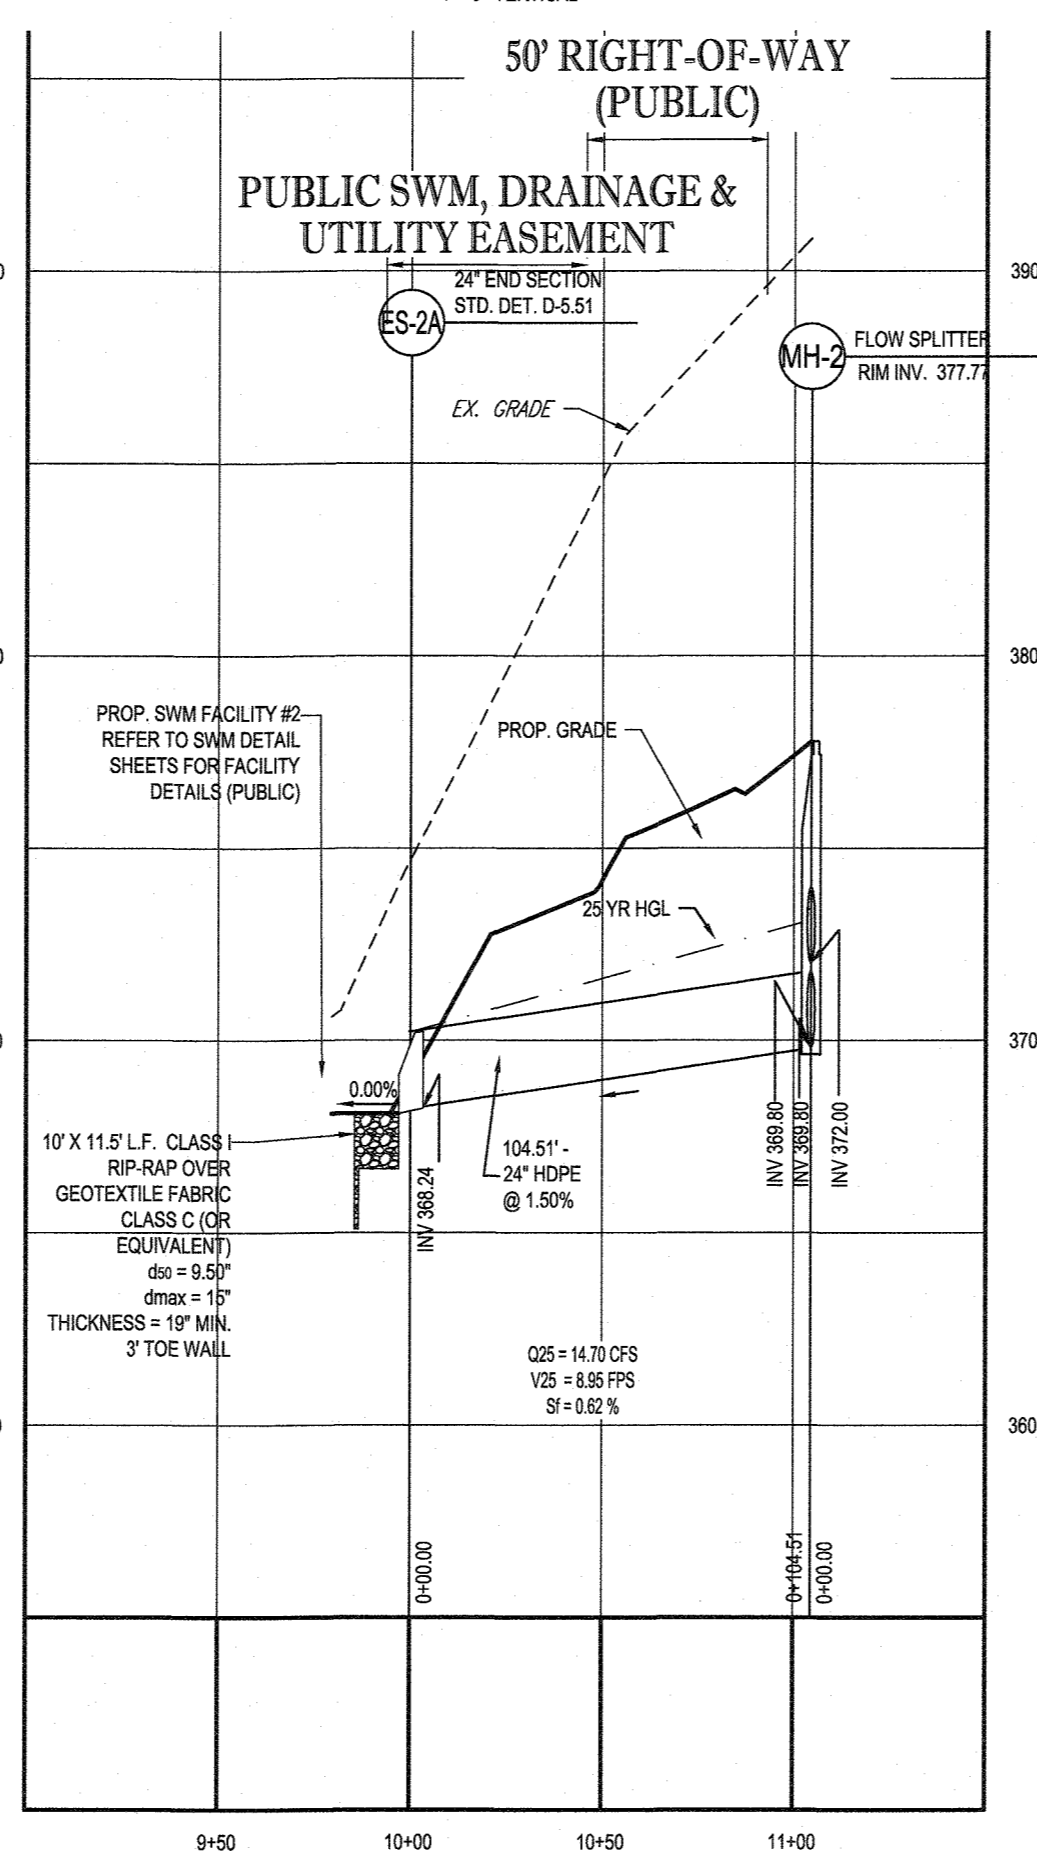 50' RIGHT-OF-WAY
(PUBLIC)
PUBLIC SWM, DRAINAGE &
UTILITY EASEMENT
24" END SECTION
STD. DET. D-5.51
ES-2A
390
MH-2
FLOW SPLITTER
RIM INV. 377.77
EX. GRADE
380
PROP. SWM FACILITY #2
REFER TO SWM DETAIL
SHEETS FOR FACILITY
DETAILS (PUBLIC)
PROP. GRADE
25 YR HGL
370
0.00%
10' X 11.5' L.F. CLASS I
RIP-RAP OVER
GEOTEXTILE FABRIC
CLASS C (OR
EQUIVALENT)
d50 = 9.50"
dmax = 15"
THICKNESS = 19" MIN.
3' TOE WALL
INV 368.24
104.51' -
24" HDPE
@ 1.50%
INV 369.80
INV 369.80
INV 372.00
Q25 = 14.70 CFS
V25 = 8.95 FPS
Sf = 0.62 %
360
0+00.00
0+104.51
0+00.00
9+50
10+00
10+50
11+00